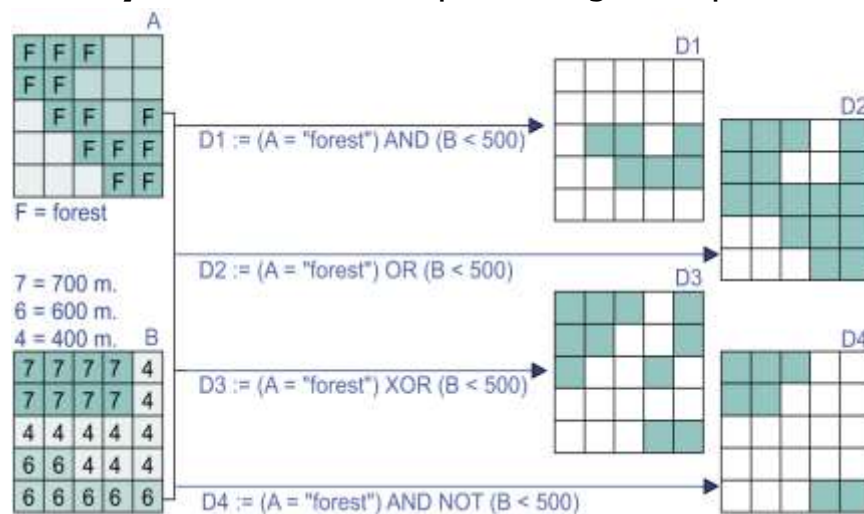 A
F F F
F F
F F F
F F F
F F
F = forest
7 = 700 m.
6 = 600 m.
4 = 400 m. B
7 7 7 7 4
7 7 7 7 4
4 4 4 4 4
6 6 4 4 4
6 6 6 6 6
D1 := (A = "forest") AND (B < 500)
D1
D2 := (A = "forest") OR (B < 500)
D2
D3 := (A = "forest") XOR (B < 500)
D3
D4 := (A = "forest") AND NOT (B < 500)
D4